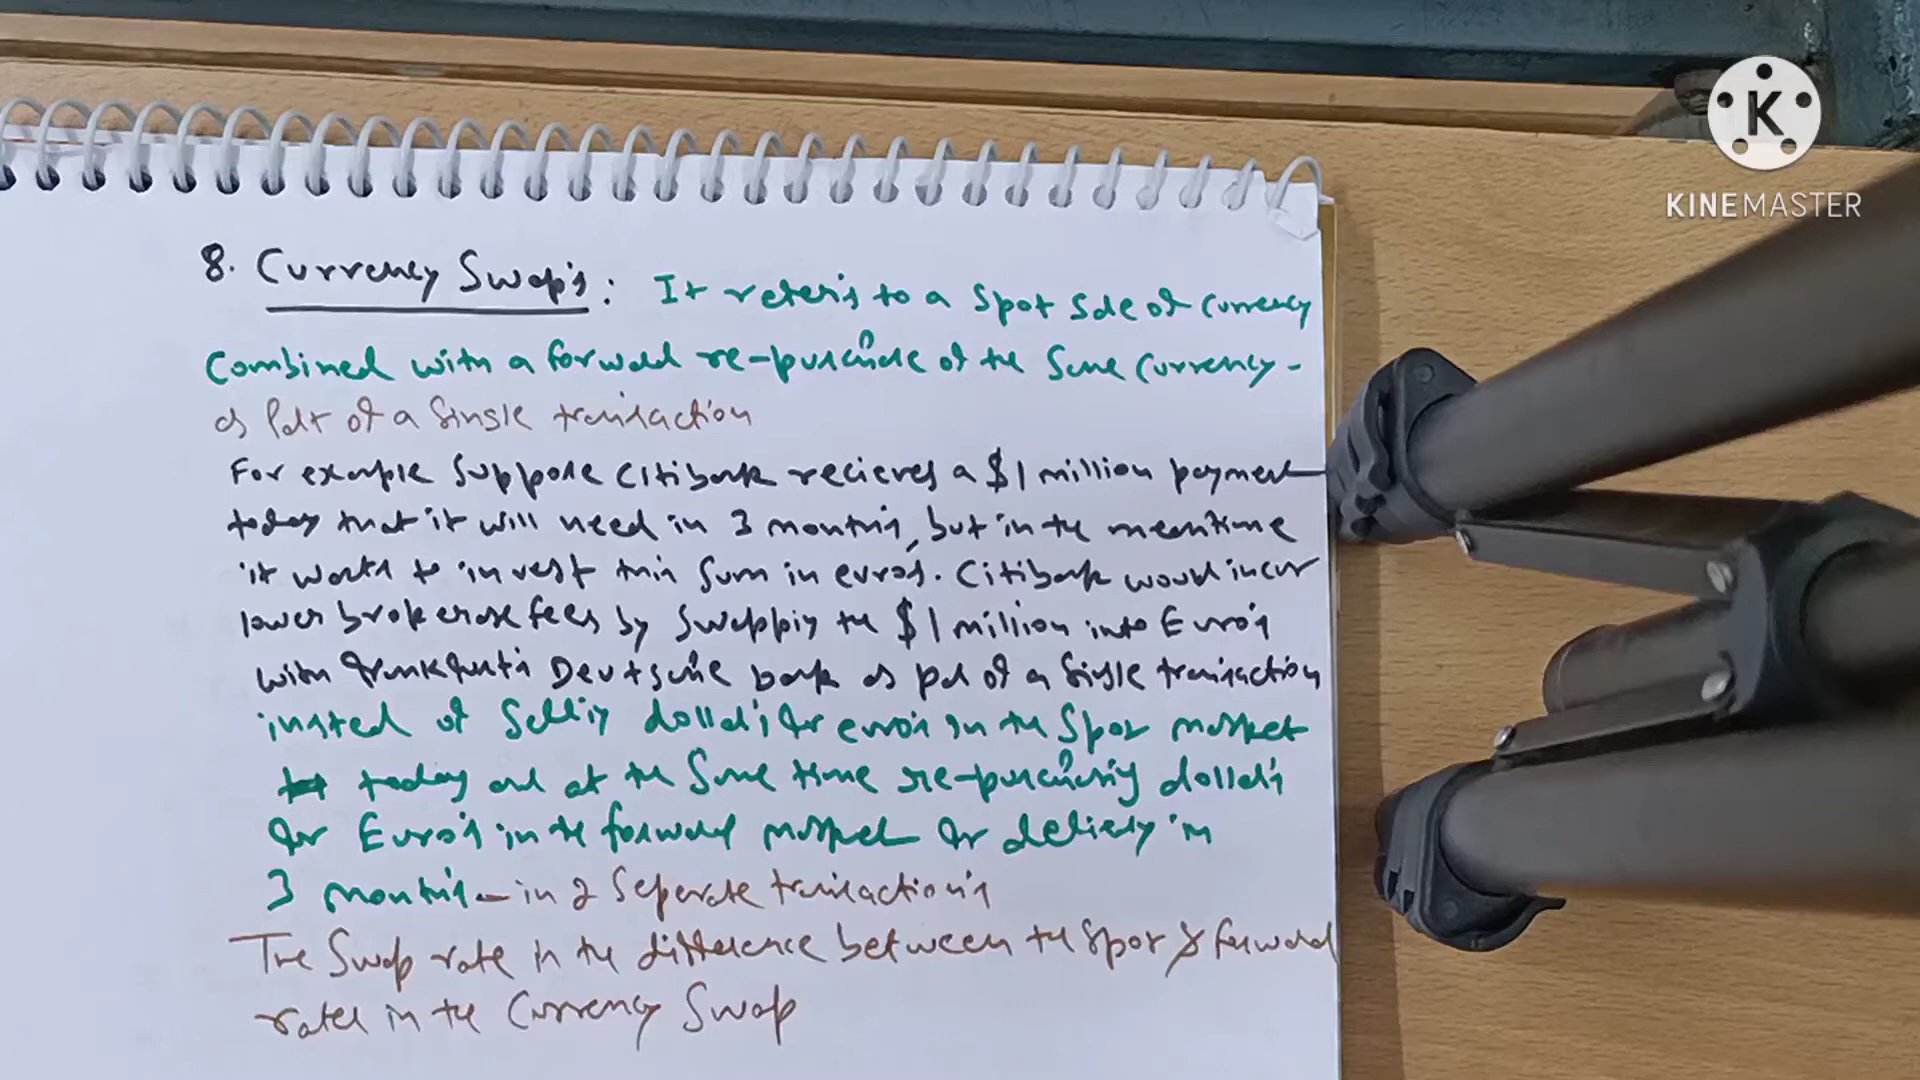 8. Currency Swap's: It refer's to a Spot Sale of Currency
Combined with a forward re-purchase of the Same Currency -
as Part of a Single transaction
For example Suppose Citibank recieves a $1 million payment
today that it will need in 3 months, but in the meantime
it wants to invest this Sum in euros. Citibank would incur
lower brokerage fees by Swapping the $1 million into Euro's
with Frankfurt's Deutsche bank as part of a Single transaction
insted of Selling dollar's for euro's in the Spot market
today and at the Same time re-purchasing dollar's
for Euro's in the forward market for delivery in
3 months - in 2 Seperate transaction's
The Swap rate is the difference between the Spot & forward
rates in the Currency Swap
K
KINEMASTER